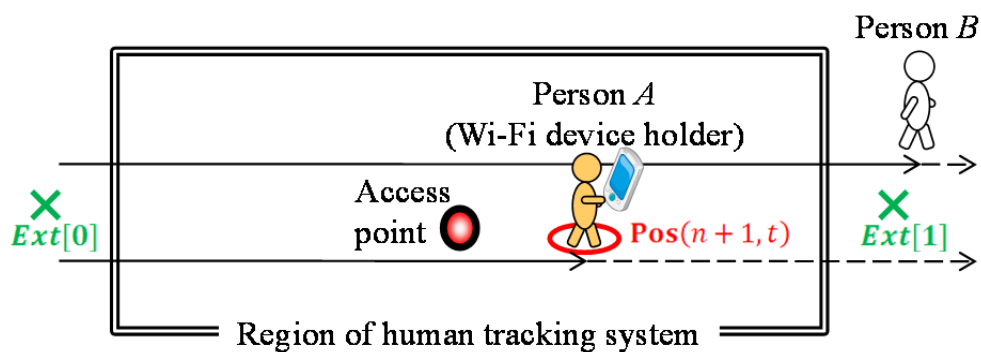 Person B
Person A
(Wi-Fi device holder)
Access
point
Pos(n + 1, t)
Ext[0]
Ext[1]
Region of human tracking system